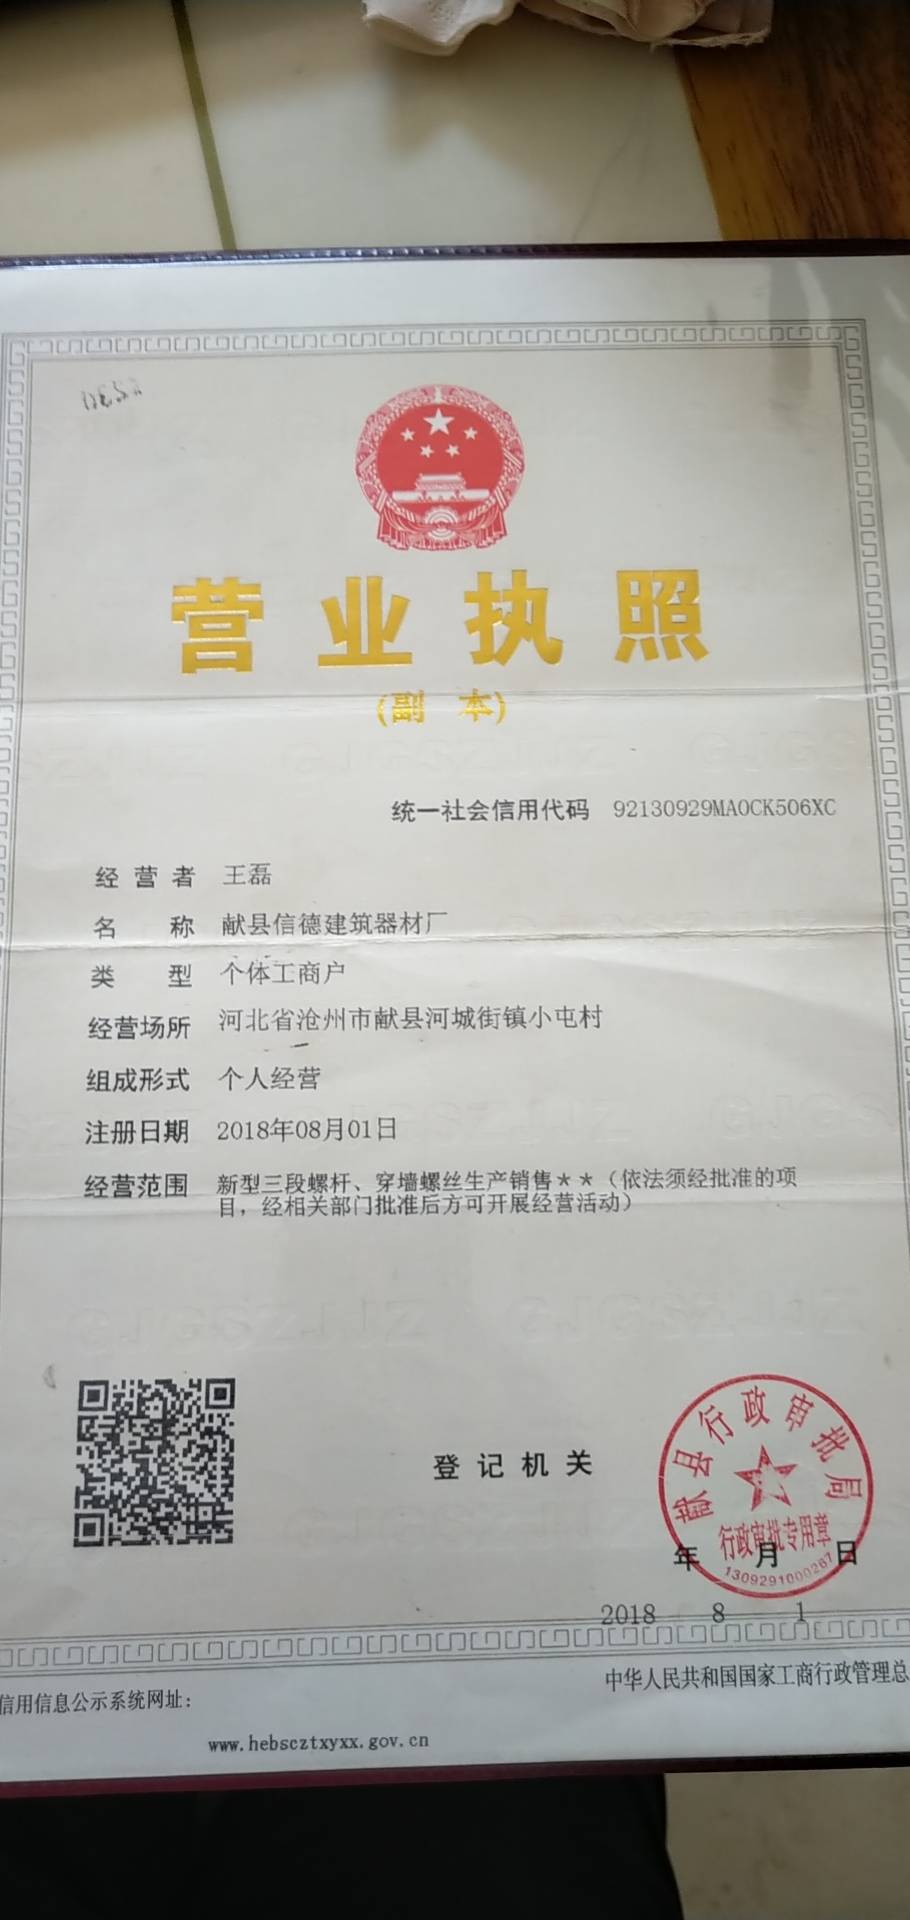 营业执照
(副 本)
统一社会信用代码 92130929MA0CK506XC
经营者 王磊
名称 献县信德建筑器材厂
类型 个体工商户
经营场所 河北省沧州市献县河城街镇小屯村
组成形式 个人经营
注册日期 2018年08月01日
经营范围 新型三段螺杆、穿墙螺丝生产销售**（依法须经批准的项
目，经相关部门批准后方可开展经营活动）
登记机关
献县行政审批局
行政审批专用章
1309291000267
年 月 日
2018 8 1
信用信息公示系统网址：
www.hebscztxyxx.gov.cn
中华人民共和国国家工商行政管理总